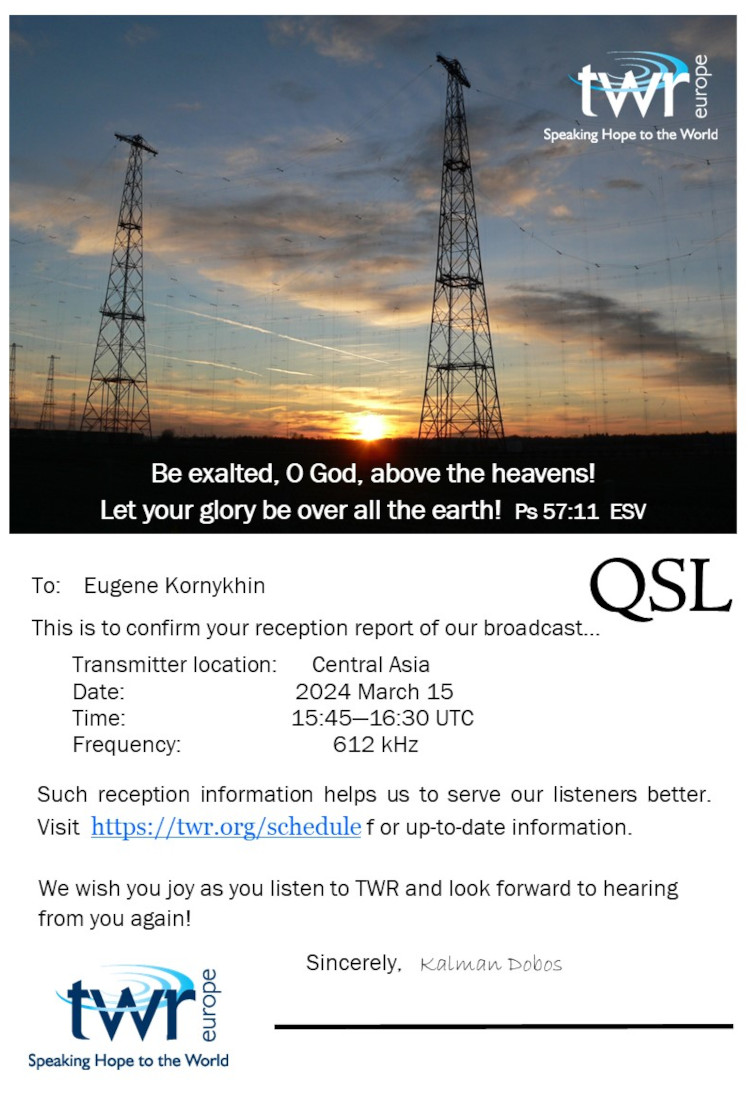 twr europe
Speaking Hope to the World
Be exalted, O God, above the heavens!
Let your glory be over all the earth! Ps 57:11 ESV
QSL
To: Eugene Kornykhin
This is to confirm your reception report of our broadcast...
Transmitter location: Central Asia
Date: 2024 March 15
Time: 15:45—16:30 UTC
Frequency: 612 kHz
Such reception information helps us to serve our listeners better.
Visit https://twr.org/schedule f or up-to-date information.
We wish you joy as you listen to TWR and look forward to hearing
from you again!
Sincerely, Kalman Dobos
twr europe
Speaking Hope to the World